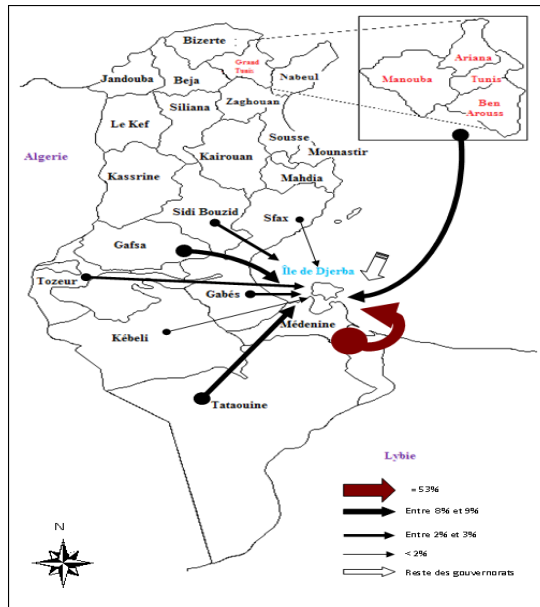 Bizerte
Grand
Tunis
Jandouba
Beja
Nabeul
Ariana
Manouba
Tunis
Ben
Arouss
Siliana
Zaghouan
Le Kef
Sousse
Mounastir
Algerie
Kairouan
Kassrine
Mahdia
Sidi Bouzid
Sfax
Gafsa
Île de Djerba
Tozeur
Gabés
Kébeli
Médenine
Tataouine
Lybie
= 53%
Entre 8% et 9%
Entre 2% et 3%
< 2%
Reste des gouvernorats
N